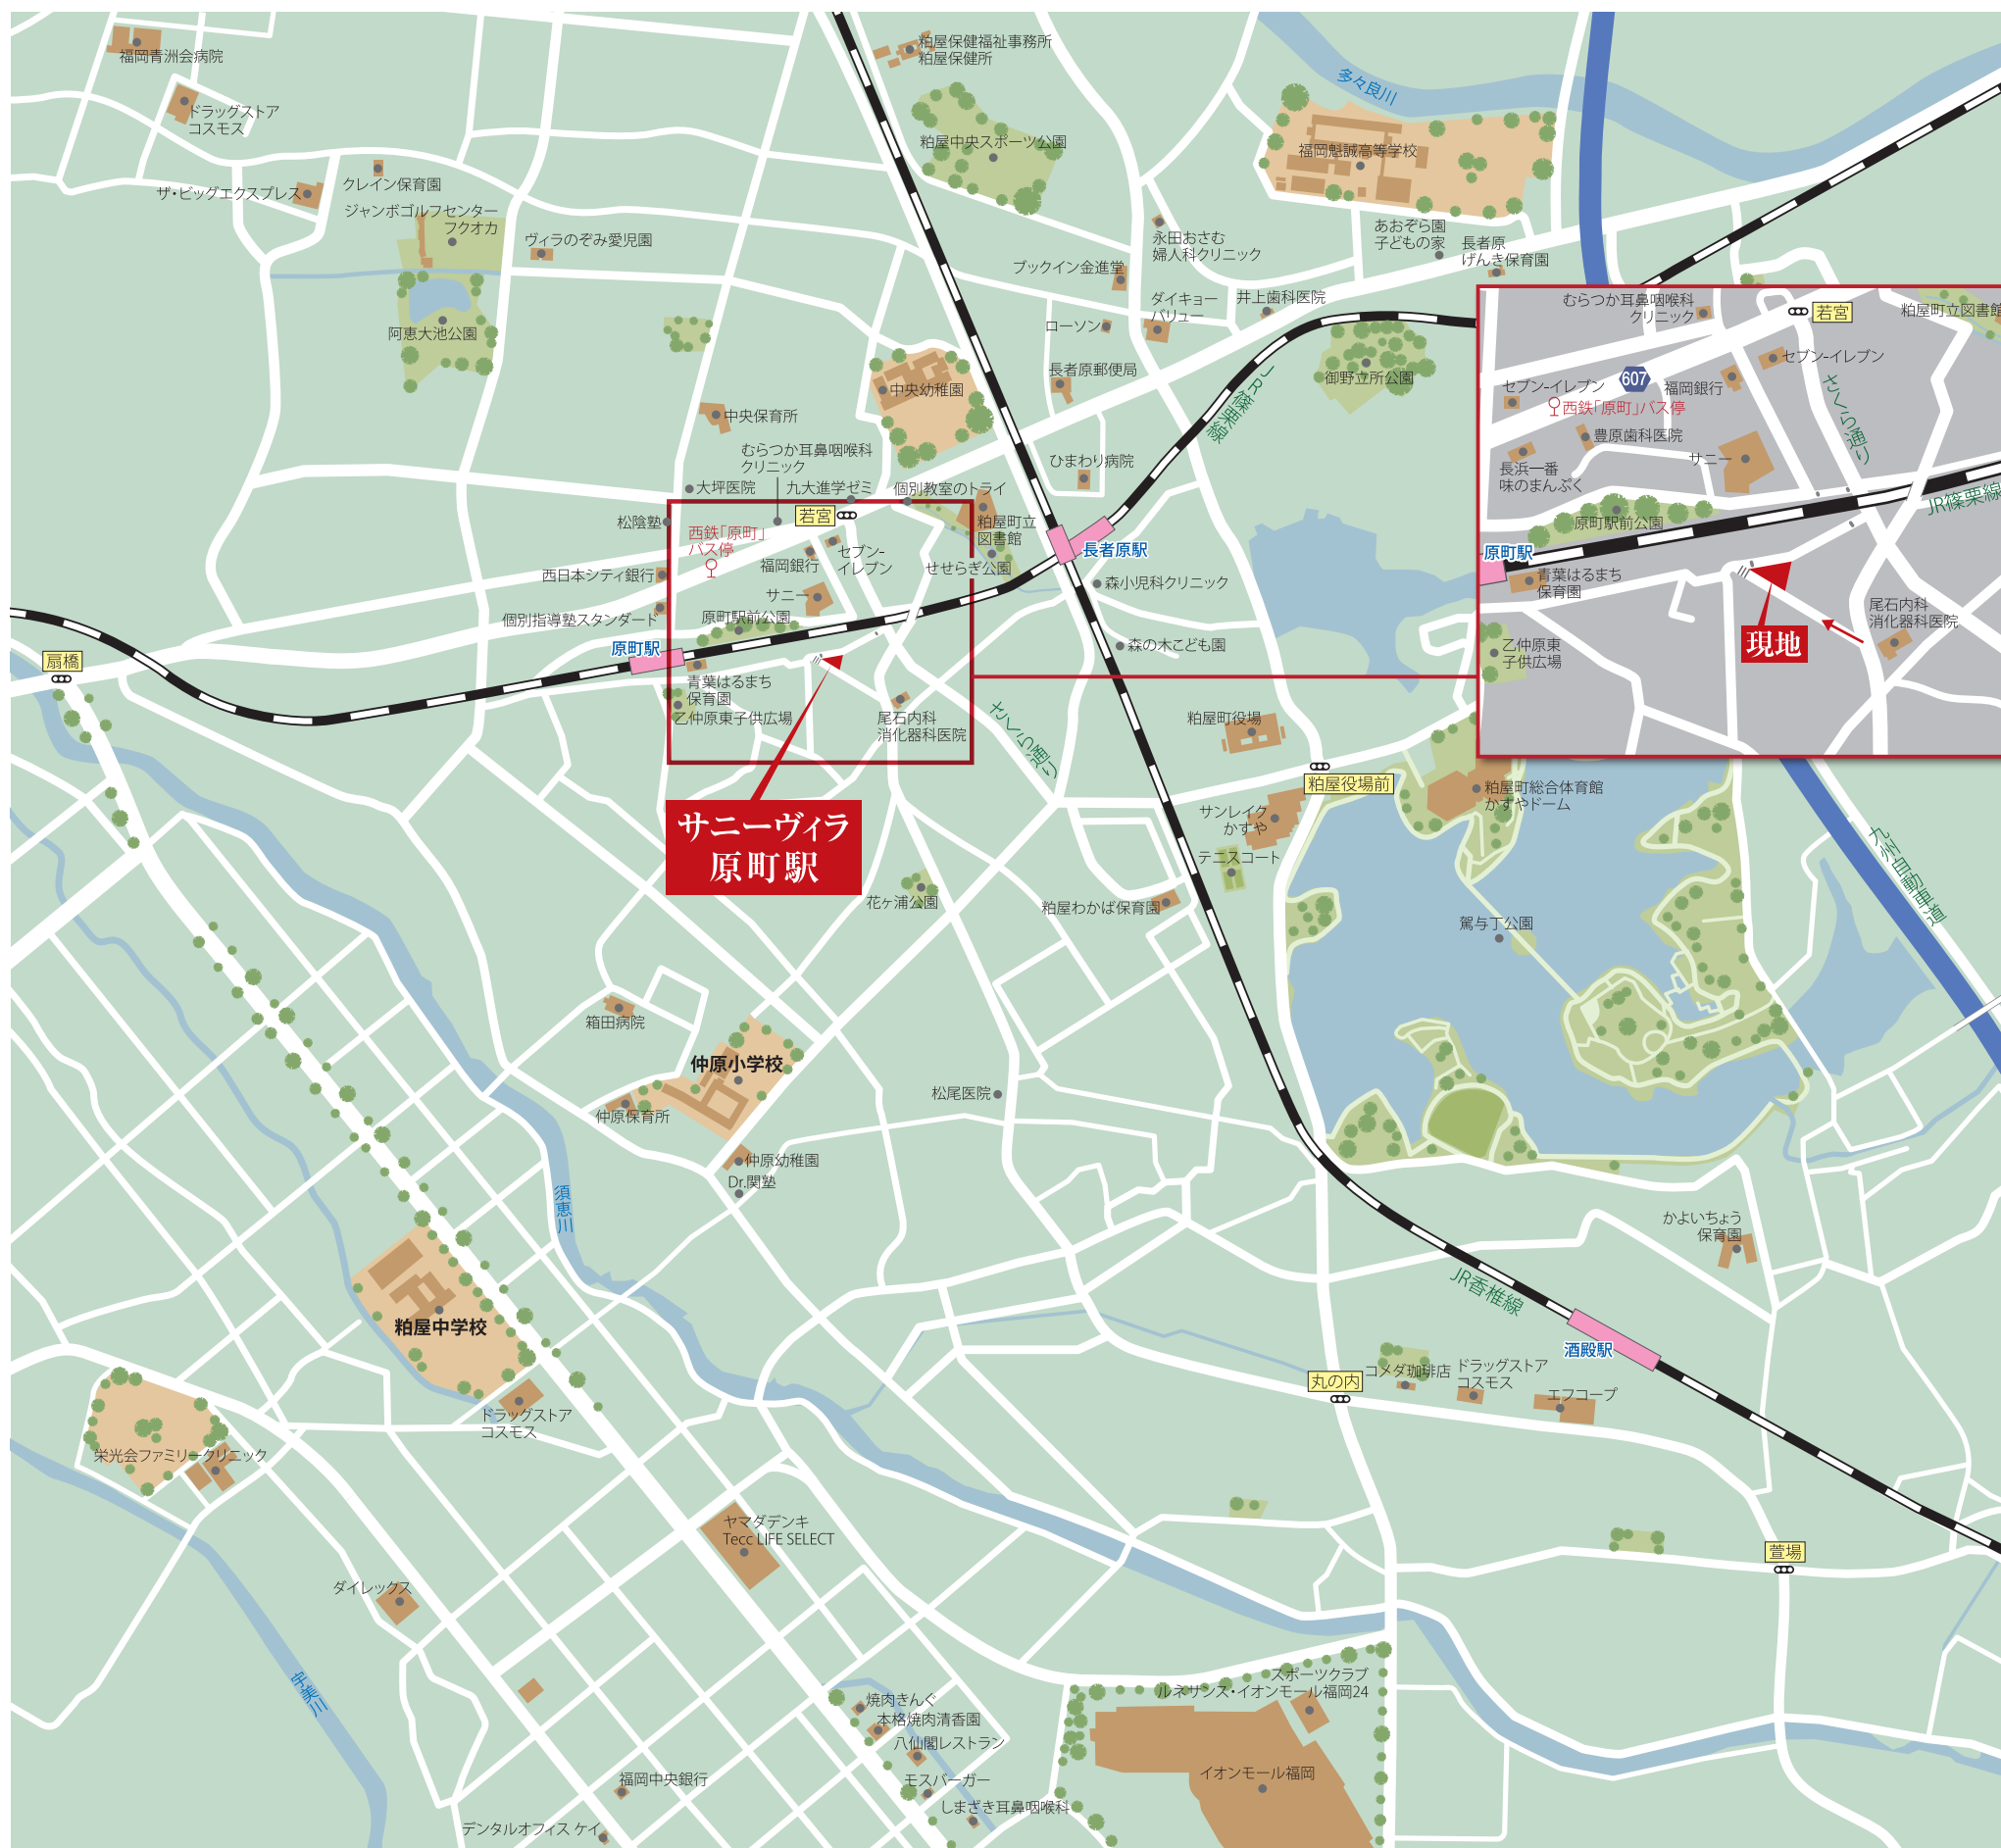 福岡青洲会病院
ドラッグストア
コスモス
ザ・ビッグエクスプレス
クレイン保育園
ジャンボゴルフセンター
フクオカ
ヴィラのぞみ愛児園
阿恵大池公園
粕屋保健福祉事務所
粕屋保健所
粕屋中央スポーツ公園
多々良川
福岡魁誠高等学校
永田おさむ
婦人科クリニック
あおぞら園
子どもの家
長者原
げんき保育園
ブックイン金進堂
ダイキョー
バリュー
井上歯科医院
ローソン
長者原郵便局
御野立所公園
JR篠栗線
中央幼稚園
中央保育所
ひまわり病院
むらつか耳鼻咽喉科
クリニック
大坪医院
九大進学ゼミ
個別教室のトライ
松陰塾
若宮
西鉄「原町」
バス停
粕屋町立
図書館
長者原駅
セブン-
イレブン
福岡銀行
せせらぎ公園
西日本シティ銀行
サニー
森小児科クリニック
個別指導塾スタンダード
原町駅前公園
原町駅
森の木こども園
扇橋
青葉はるまち
保育園
乙仲原東子供広場
尾石内科
消化器科医院
さくら通り
粕屋町役場
粕屋役場前
サニーヴィラ
原町駅
むらつか耳鼻咽喉科
クリニック
若宮
粕屋町立図書館
セブン-イレブン
セブン-イレブン
607
福岡銀行
西鉄「原町」バス停
さくら通り
豊原歯科医院
サニー
長浜一番
味のまんぷく
JR篠栗線
原町駅前公園
原町駅
青葉はるまち
保育園
尾石内科
消化器科医院
現地
乙仲原東
子供広場
粕屋町総合体育館
かすやドーム
サンレイク
かすや
テニスコート
九州自動車道
花ヶ浦公園
粕屋わかば保育園
駕与丁公園
箱田病院
仲原小学校
松尾医院
仲原保育所
仲原幼稚園
Dr.関塾
須恵川
かよいちょう
保育園
JR香椎線
粕屋中学校
酒殿駅
丸の内
コメダ珈琲店
ドラッグストア
コスモス
エフコープ
ドラッグストア
コスモス
栄光会ファミリークリニック
ヤマダデンキ
Tecc LIFE SELECT
萱場
ダイレックス
宇美川
スポーツクラブ
ルネサンス・イオンモール福岡24
焼肉きんぐ
本格焼肉清香園
八仙閣レストラン
イオンモール福岡
福岡中央銀行
モスバーガー
しまざき耳鼻咽喉科
デンタルオフィス ケイ